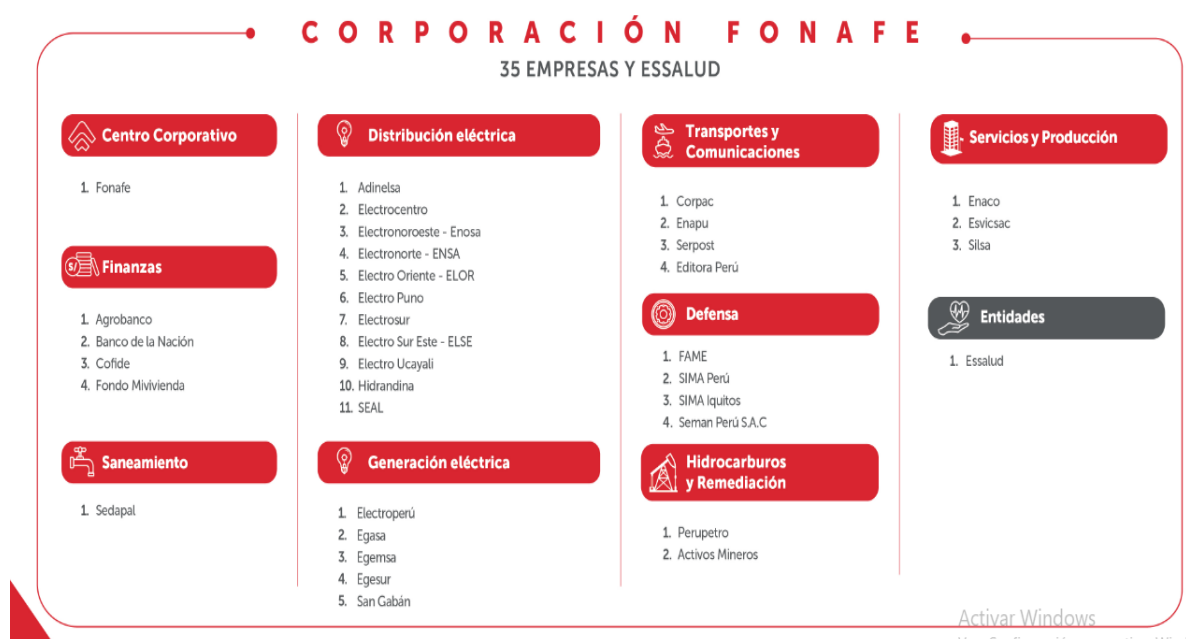 CORPORACIÓN FONAFE
35 EMPRESAS Y ESSALUD
Centro Corporativo
1. Fonafe
S/ Finanzas
1. Agrobanco
2. Banco de la Nación
3. Cofide
4. Fondo Mivivienda
Saneamiento
1. Sedapal
Distribución eléctrica
1. Adinelsa
2. Electrocentro
3. Electronoroeste - Enosa
4. Electronorte - ENSA
5. Electro Oriente - ELOR
6. Electro Puno
7. Electrosur
8. Electro Sur Este - ELSE
9. Electro Ucayali
10. Hidrandina
11. SEAL
Generación eléctrica
1. Electroperú
2. Egasa
3. Egemsa
4. Egesur
5. San Gabán
Transportes y
Comunicaciones
1. Corpac
2. Enapu
3. Serpost
4. Editora Perú
Defensa
1. FAME
2. SIMA Perú
3. SIMA Iquitos
4. Seman Perú S.A.C
Hidrocarburos
y Remediación
1. Perupetro
2. Activos Mineros
Servicios y Producción
1. Enaco
2. Esvicsac
3. Silsa
Entidades
1. Essalud
Activar Windows